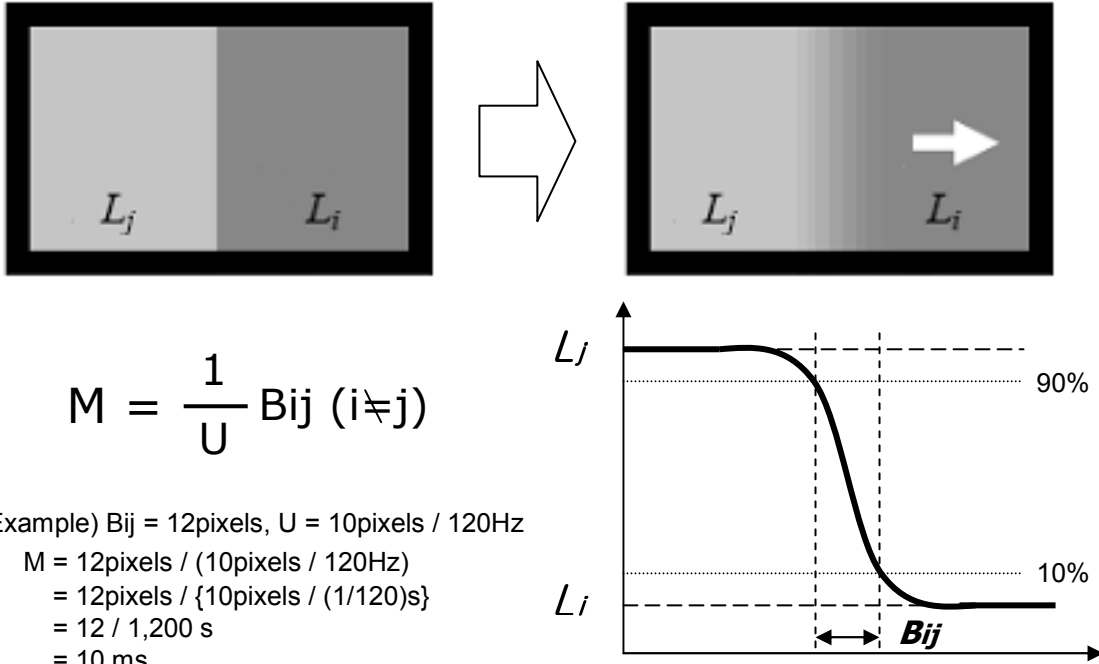 Lj
Li
Lj
Li
M = 1/U Bij (i≒j)
Example) Bij = 12pixels, U = 10pixels / 120Hz
M = 12pixels / (10pixels / 120Hz)
= 12pixels / {10pixels / (1/120)s}
= 12 / 1,200 s
= 10 ms
Lj
90%
10%
Li
Bij